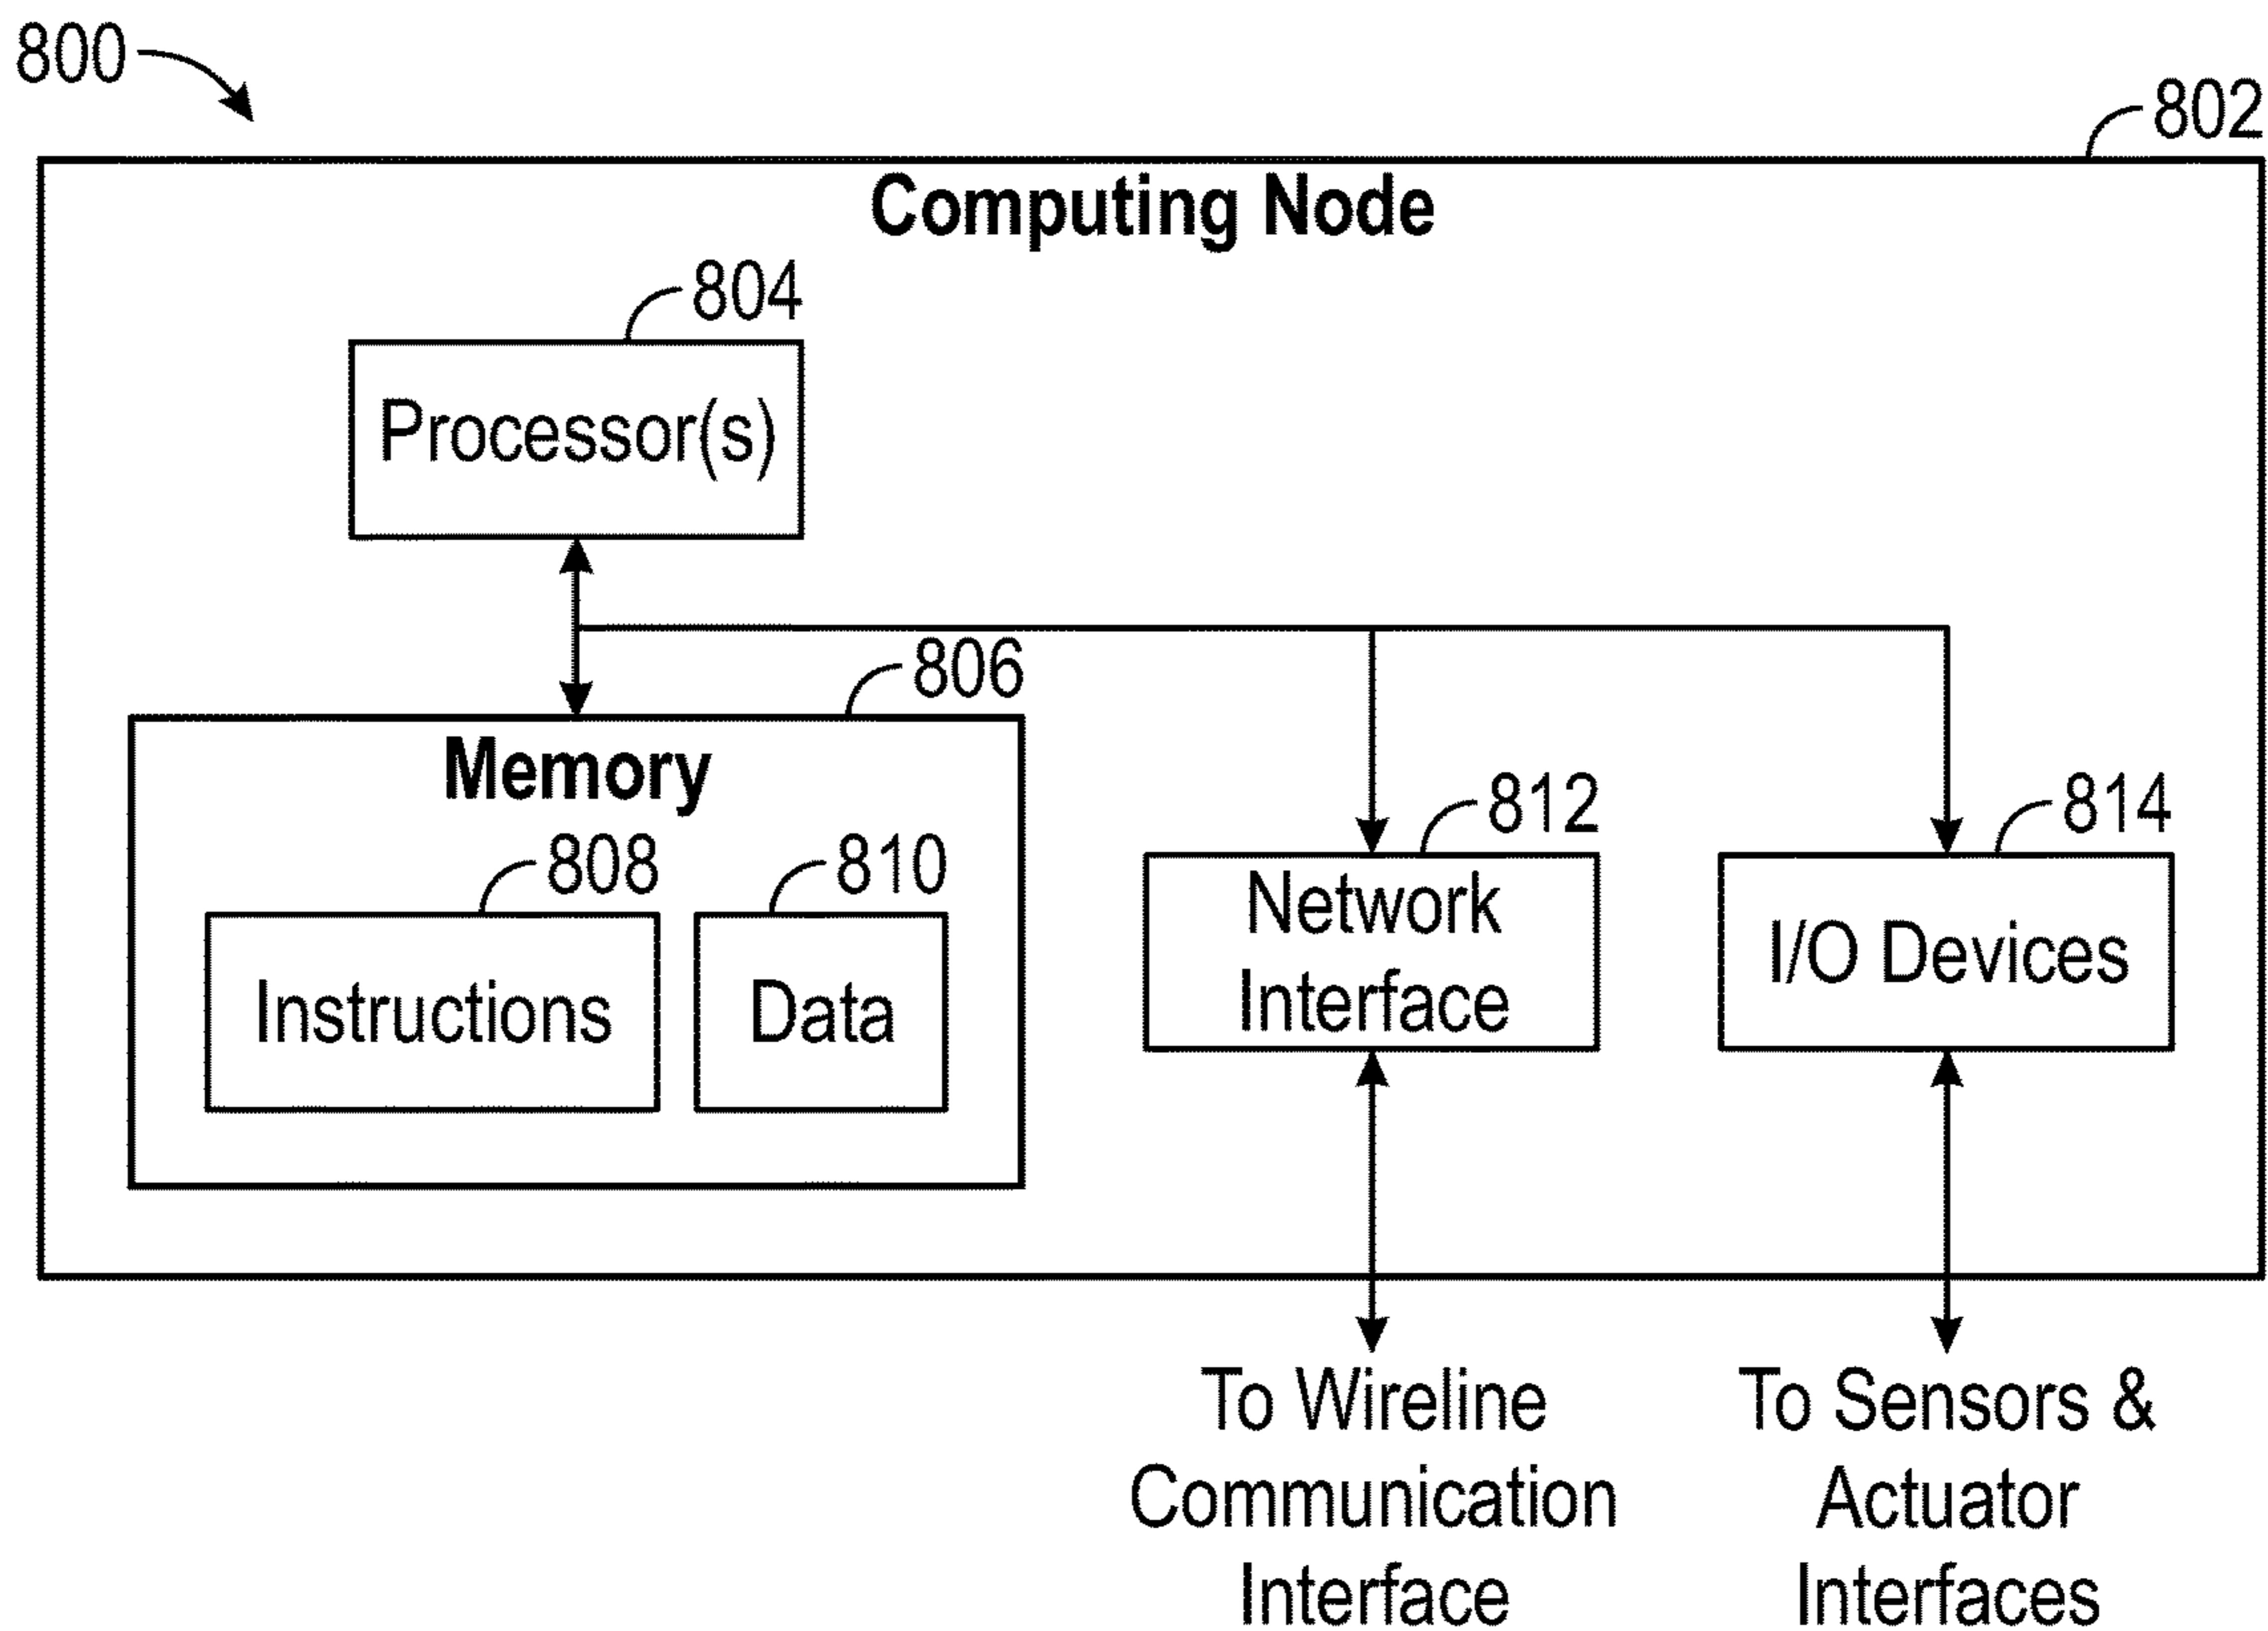 800
802
Computing Node
804
Processor(s)
806
Memory
808
810
Instructions
Data
812
Network
Interface
814
I/O Devices
To Wireline
Communication
Interface
To Sensors &
Actuator
Interfaces